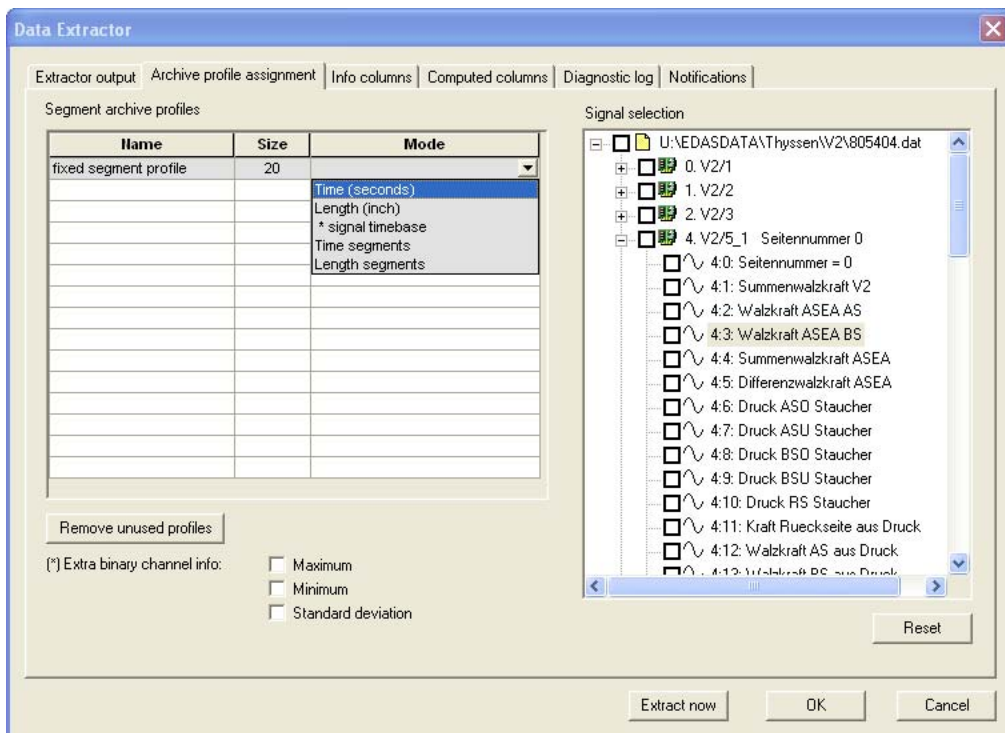 Data Extractor
Extractor output
Archive profile assignment
Info columns
Computed columns
Diagnostic log
Notifications
Segment archive profiles
Name Size Mode
fixed segment profile 20
Time (seconds)
Length (inch)
* signal timebase
Time segments
Length segments
Remove unused profiles
(*) Extra binary channel info:
Maximum
Minimum
Standard deviation
Signal selection
U:\EDASDATA\Thyssen\V2\805404.dat
0. V2/1
1. V2/2
2. V2/3
4. V2/5_1 Seitennummer 0
4:0: Seitennummer = 0
4:1: Summenwalzkraft V2
4:2: Walzkraft ASEA AS
4:3: Walzkraft ASEA BS
4:4: Summenwalzkraft ASEA
4:5: Differenzwalzkraft ASEA
4:6: Druck ASO Staucher
4:7: Druck ASU Staucher
4:8: Druck BSO Staucher
4:9: Druck BSU Staucher
4:10: Druck RS Staucher
4:11: Kraft Rueckseite aus Druck
4:12: Walzkraft AS aus Druck
4:13: Walzkraft BS aus Druck
Reset
Extract now
OK
Cancel